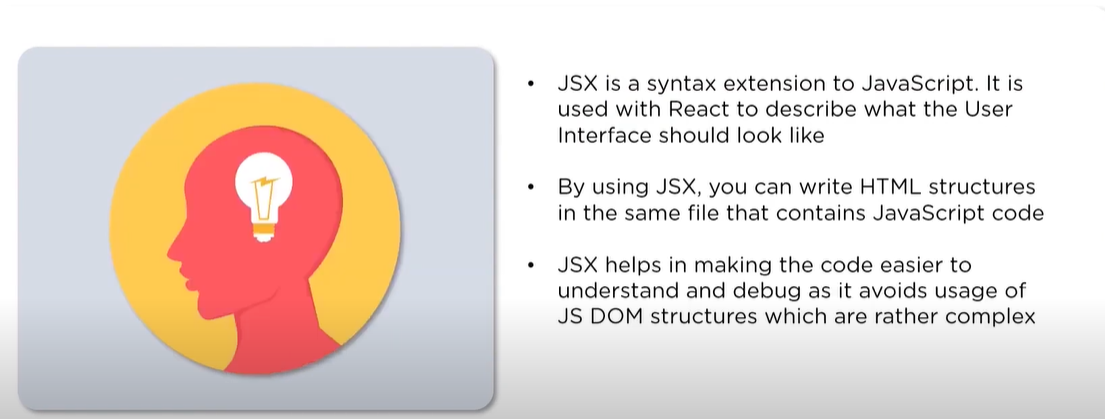 • JSX is a syntax extension to JavaScript. It is
used with React to describe what the User
Interface should look like
• By using JSX, you can write HTML structures
in the same file that contains JavaScript code
• JSX helps in making the code easier to
understand and debug as it avoids usage of
JS DOM structures which are rather complex